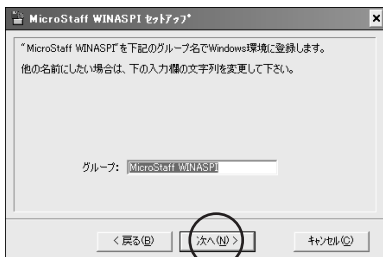 MicroStaff WINASPI ｾｯﾄｱｯﾌﾟ
"MicroStaff WINASPI"を下記のグループ名でWindows環境に登録します。
他の名前にしたい場合は、下の入力欄の文字列を変更して下さい。
グループ: MicroStaff WINASPI
< 戻る(B) 次へ(N) > ｷｬﾝｾﾙ(C)